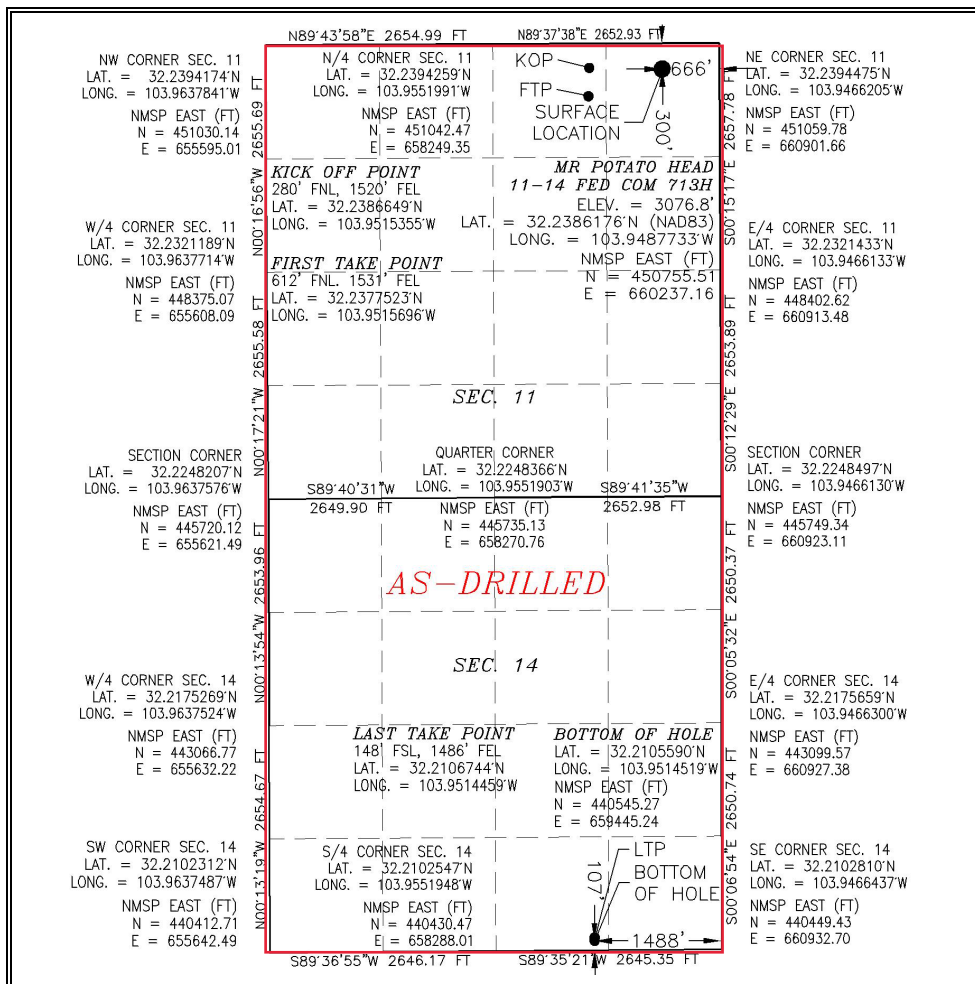 N89°43'58"E 2654.99 FT
N89°37'38"E 2652.93 FT
NW CORNER SEC. 11
LAT. = 32.2394174°N
LONG. = 103.9637841°W
NMSP EAST (FT)
N = 451030.14
E = 655595.01
N/4 CORNER SEC. 11
LAT. = 32.2394259°N
LONG. = 103.9551991°W
NMSP EAST (FT)
N = 451042.47
E = 658249.35
KOP
FTP
SURFACE
LOCATION
666'
300'
NE CORNER SEC. 11
LAT. = 32.2394475°N
LONG. = 103.9466205°W
NMSP EAST (FT)
N = 451059.78
E = 660901.66
N00°16'56"W 2655.69 FT
S00°15'17"E 2657.78 FT
KICK OFF POINT
280' FNL, 1520' FEL
LAT. = 32.2386649°N
LONG. = 103.9515355°W
MR POTATO HEAD
11-14 FED COM 713H
ELEV. = 3076.8'
LAT. = 32.2386176°N (NAD83)
LONG. = 103.9487733°W
NMSP EAST (FT)
N = 450755.51
E = 660237.16
FIRST TAKE POINT
612' FNL. 1531' FEL
LAT. = 32.2377523°N
LONG. = 103.9515696°W
W/4 CORNER SEC. 11
LAT. = 32.2321189°N
LONG. = 103.9637714°W
NMSP EAST (FT)
N = 448375.07
E = 655608.09
E/4 CORNER SEC. 11
LAT. = 32.2321433°N
LONG. = 103.9466133°W
NMSP EAST (FT)
N = 448402.62
E = 660913.48
N00°17'21"W 2655.58 FT
S00°12'29"E 2653.89 FT
SEC. 11
SECTION CORNER
LAT. = 32.2248207°N
LONG. = 103.9637576°W
NMSP EAST (FT)
N = 445720.12
E = 655621.49
QUARTER CORNER
LAT. = 32.2248366°N
LONG. = 103.9551903°W
NMSP EAST (FT)
N = 445735.13
E = 658270.76
S89°40'31"W
2649.90 FT
S89°41'35"W
2652.98 FT
SECTION CORNER
LAT. = 32.2248497°N
LONG. = 103.9466130°W
NMSP EAST (FT)
N = 445749.34
E = 660923.11
N00°13'54"W 2653.96 FT
S00°05'32"E 2650.37 FT
AS-DRILLED
SEC. 14
W/4 CORNER SEC. 14
LAT. = 32.2175269°N
LONG. = 103.9637524°W
NMSP EAST (FT)
N = 443066.77
E = 655632.22
E/4 CORNER SEC. 14
LAT. = 32.2175659°N
LONG. = 103.9466300°W
NMSP EAST (FT)
N = 443099.57
E = 660927.38
LAST TAKE POINT
148' FSL, 1486' FEL
LAT. = 32.2106744°N
LONG. = 103.9514459°W
BOTTOM OF HOLE
LAT. = 32.2105590°N
LONG. = 103.9514519°W
NMSP EAST (FT)
N = 440545.27
E = 659445.24
N00°13'19"W 2654.67 FT
S00°06'54"E 2650.74 FT
SW CORNER SEC. 14
LAT. = 32.2102312°N
LONG. = 103.9637487°W
NMSP EAST (FT)
N = 440412.71
E = 655642.49
S/4 CORNER SEC. 14
LAT. = 32.2102547°N
LONG. = 103.9551948°W
NMSP EAST (FT)
N = 440430.47
E = 658288.01
LTP
BOTTOM
OF HOLE
107'
1488'
SE CORNER SEC. 14
LAT. = 32.2102810°N
LONG. = 103.9466437°W
NMSP EAST (FT)
N = 440449.43
E = 660932.70
S89°36'55"W 2646.17 FT
S89°35'21"W 2645.35 FT